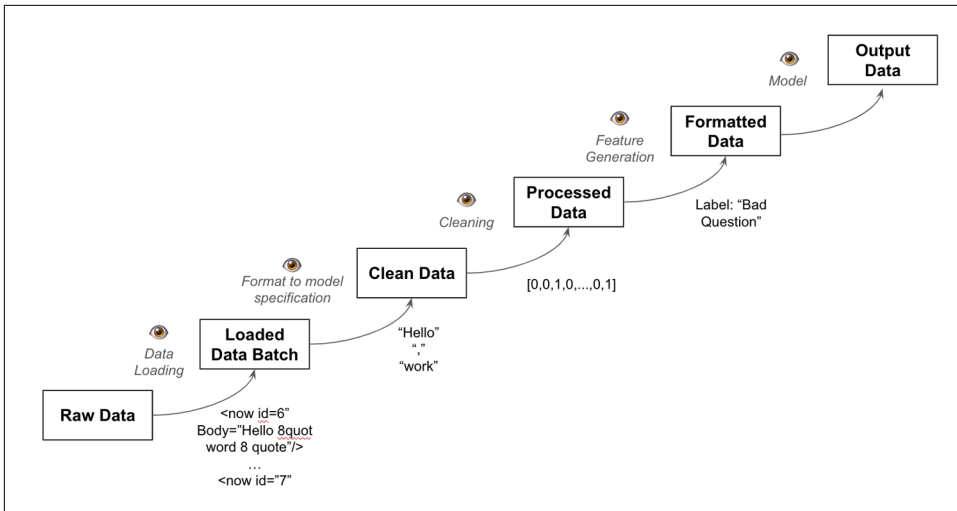 Output
Data
Model
Formatted
Data
Feature
Generation
Processed
Data
Label: “Bad
Question”
Cleaning
Clean Data
[0,0,1,0,...,0,1]
Format to model
specification
Loaded
Data Batch
“Hello”
“,”
“work”
Data
Loading
Raw Data
<now id=6”
Body=”Hello 8quot
word 8 quote”/>
…
<now id=”7”